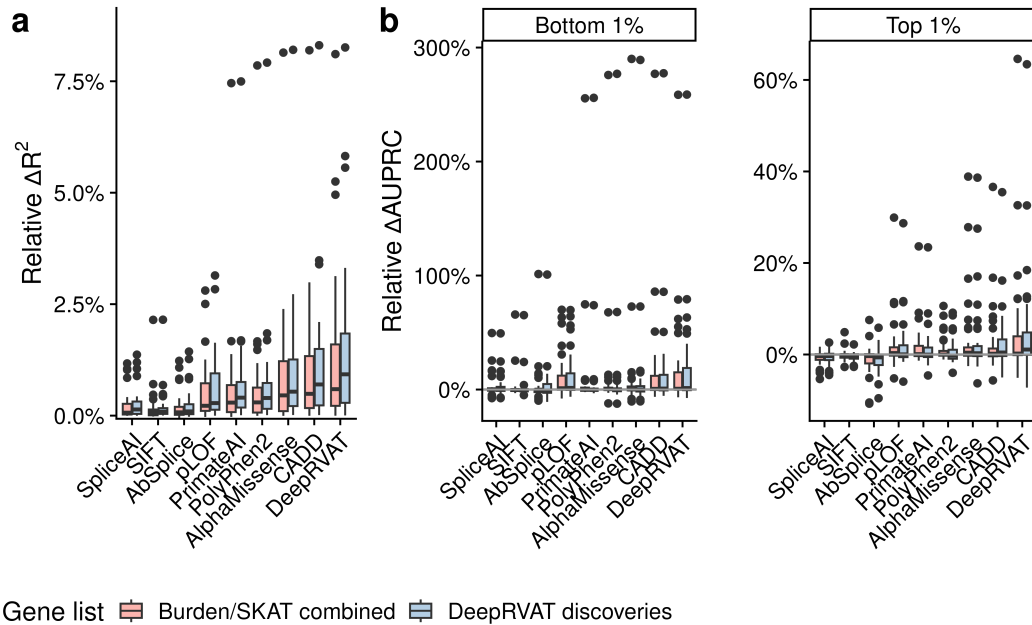 a
Relative ΔR²
7.5%
5.0%
2.5%
0.0%
SpliceAI
SIFT
AbSplice
pLOF
PrimateAI
PolyPhen2
AlphaMissense
CADD
DeepRVAT
b
Relative ΔAUPRC
Bottom 1%
300%
200%
100%
0%
SpliceAI
SIFT
AbSplice
pLOF
PrimateAI
PolyPhen2
AlphaMissense
CADD
DeepRVAT
Top 1%
60%
40%
20%
0%
SpliceAI
SIFT
AbSplice
pLOF
PrimateAI
PolyPhen2
AlphaMissense
CADD
DeepRVAT
Gene list Burden/SKAT combined DeepRVAT discoveries